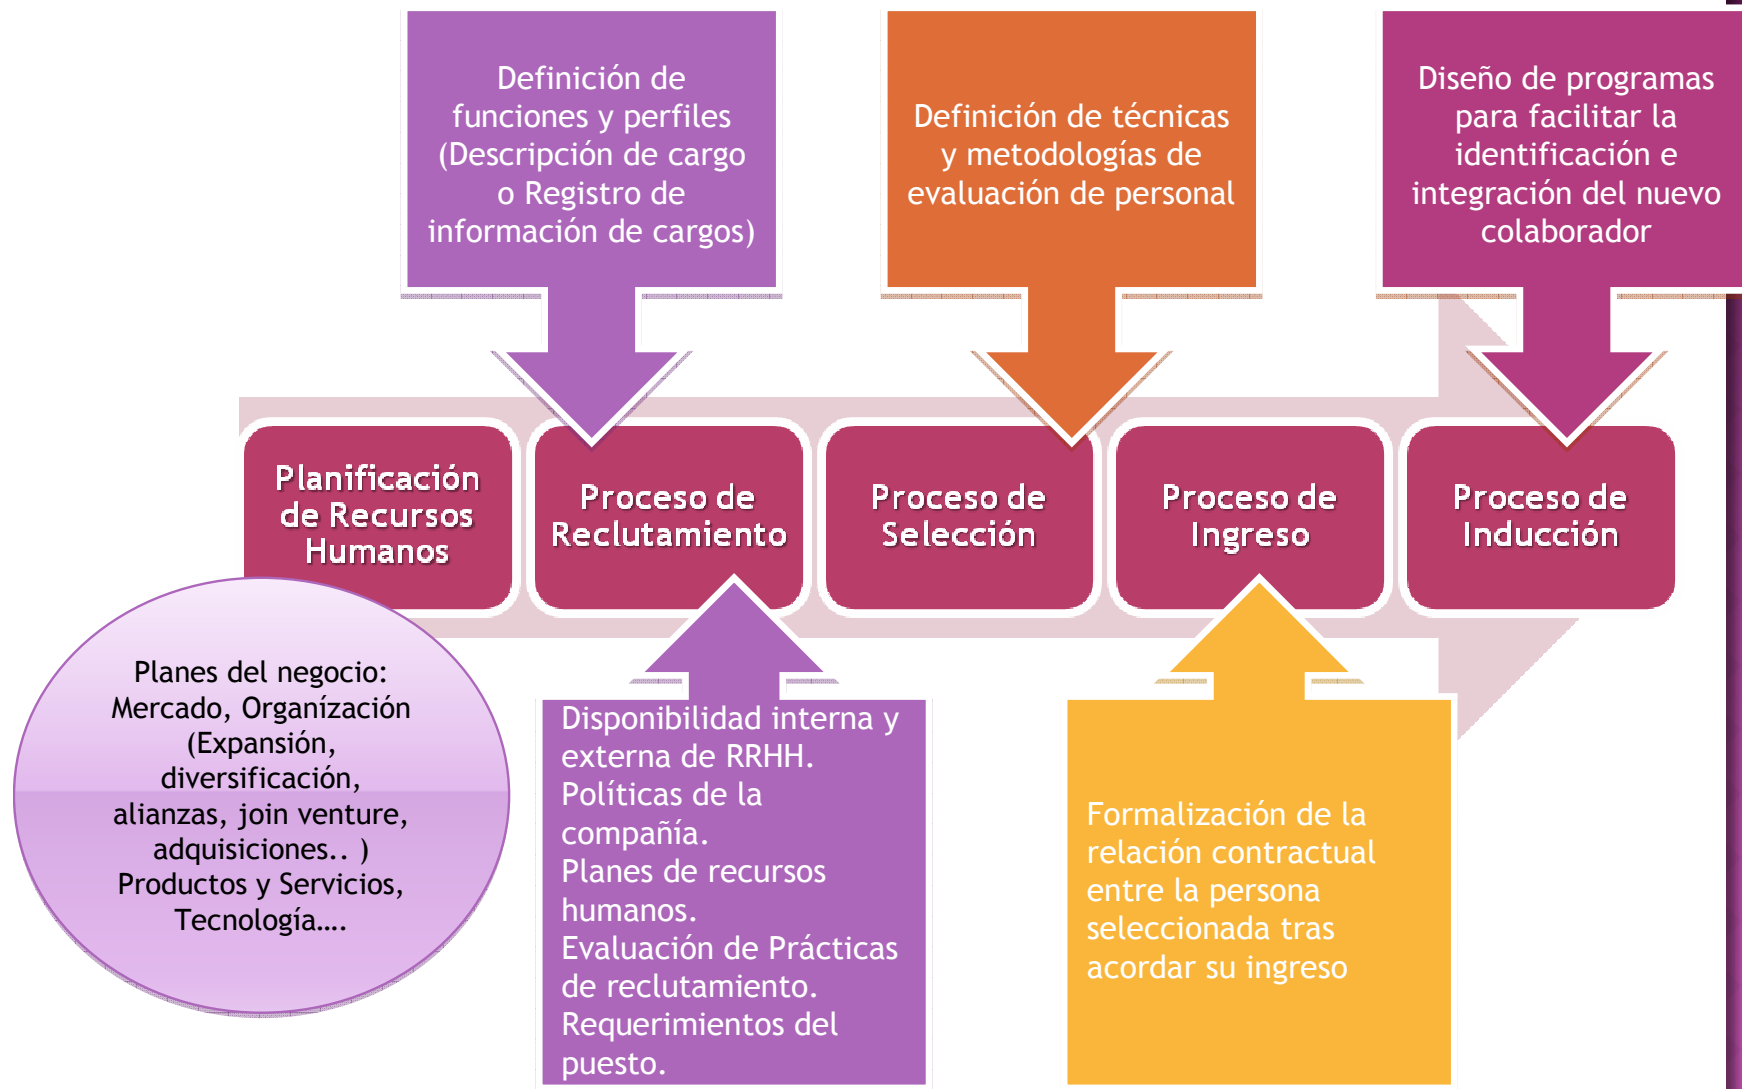 Definición de
funciones y perfiles
(Descripción de cargo
o Registro de
información de cargos)
Definición de técnicas
y metodologías de
evaluación de personal
Diseño de programas
para facilitar la
identificación e
integración del nuevo
colaborador
Planificación
de Recursos
Humanos
Proceso de
Reclutamiento
Proceso de
Selección
Proceso de
Ingreso
Proceso de
Inducción
Planes del negocio:
Mercado, Organízación
(Expansión,
diversificación,
alianzas, join venture,
adquisiciones.. )
Productos y Servicios,
Tecnología….
Disponibilidad interna y
externa de RRHH.
Políticas de la
compañía.
Planes de recursos
humanos.
Evaluación de Prácticas
de reclutamiento.
Requerimientos del
puesto.
Formalización de la
relación contractual
entre la persona
seleccionada tras
acordar su ingreso